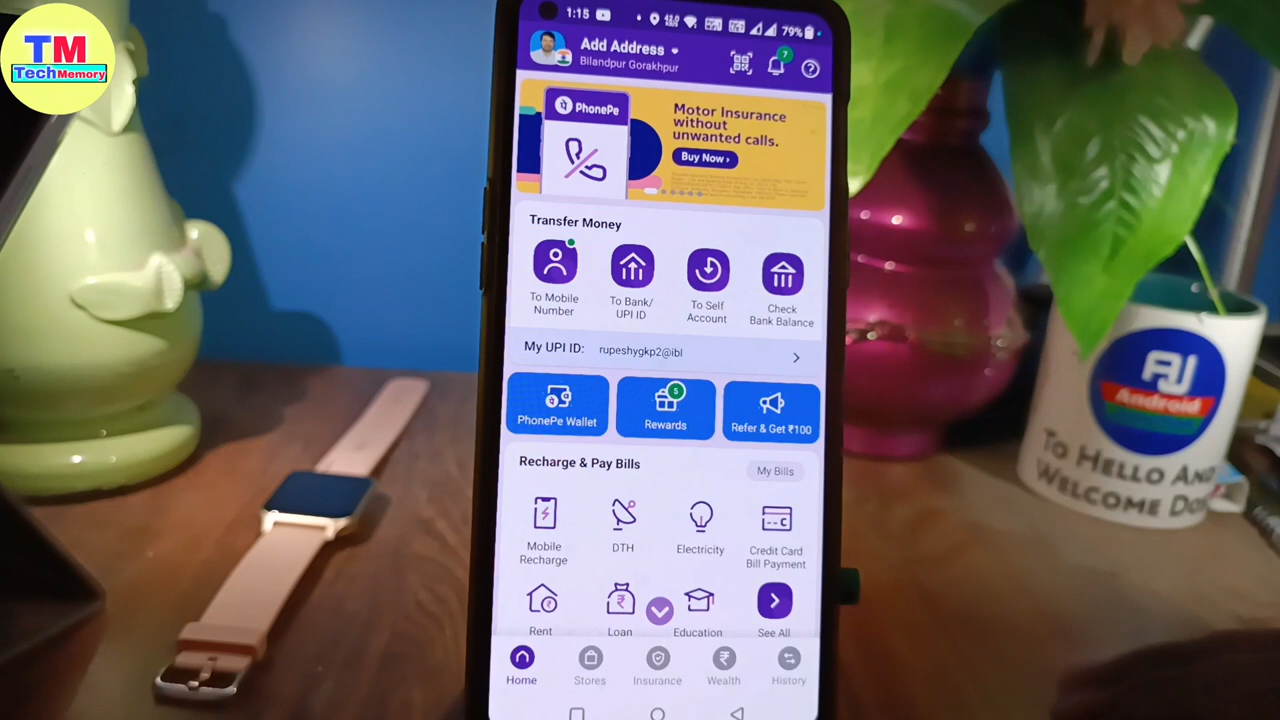 TM
TechMemory
1:15
79%
Add Address
Bilandpur Gorakhpur
7
PhonePe
Motor Insurance
without
unwanted calls.
Buy Now ›
Transfer Money
To Mobile
Number
To Bank/
UPI ID
To Self
Account
Check
Bank Balance
My UPI ID: rupeshygkp2@ibl
PhonePe Wallet
5
Rewards
Refer & Get ₹100
Recharge & Pay Bills
My Bills
Mobile
Recharge
DTH
Electricity
Credit Card
Bill Payment
Rent
Loan
Education
See All
Home
Stores
Insurance
Wealth
History
AJ
Android
TO HELLO AND
WELCOME